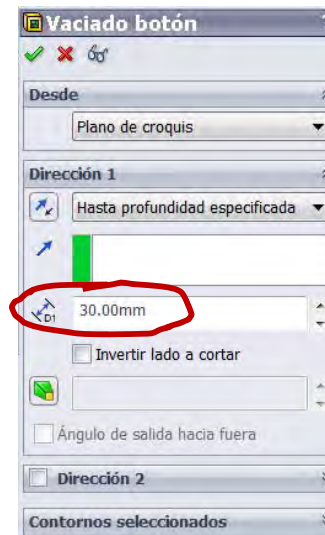 Vaciado botón
Desde
Plano de croquis
Dirección 1
Hasta profundidad especificada
D1
30.00mm
Invertir lado a cortar
Ángulo de salida hacia fuera
Dirección 2
Contornos seleccionados